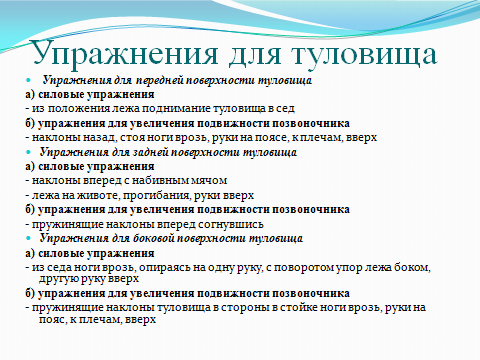 Упражнения для туловища
Упражнения для передней поверхности туловища
а) силовые упражнения
- из положения лежа поднимание туловища в сед
б) упражнения для увеличения подвижности позвоночника
- наклоны назад, стоя ноги врозь, руки на поясе, к плечам, вверх
Упражнения для задней поверхности туловища
а) силовые упражнения
- наклоны вперед с набивным мячом
- лежа на животе, прогибания, руки вверх
б) упражнения для увеличения подвижности позвоночника
- пружинящие наклоны вперед согнувшись
Упражнения для боковой поверхности туловища
а) силовые упражнения
- из седа ноги врозь, опираясь на одну руку, с поворотом упор лежа боком,
другую руку вверх
б) упражнения для увеличения подвижности позвоночника
- пружинящие наклоны туловища в стороны в стойке ноги врозь, руки на
пояс, к плечам, вверх